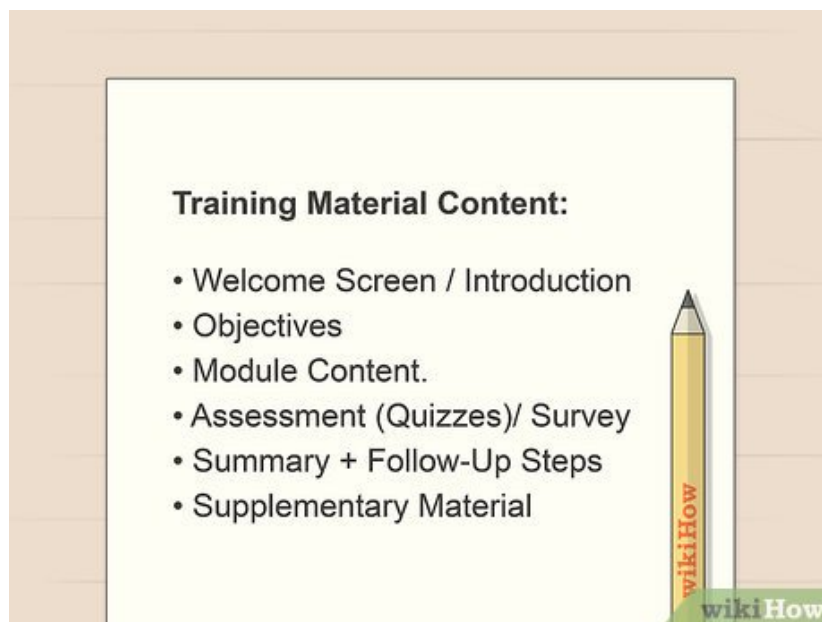 Training Material Content:
• Welcome Screen / Introduction
• Objectives
• Module Content.
• Assessment (Quizzes)/ Survey
• Summary + Follow-Up Steps
• Supplementary Material
wikiHow
wikiHow